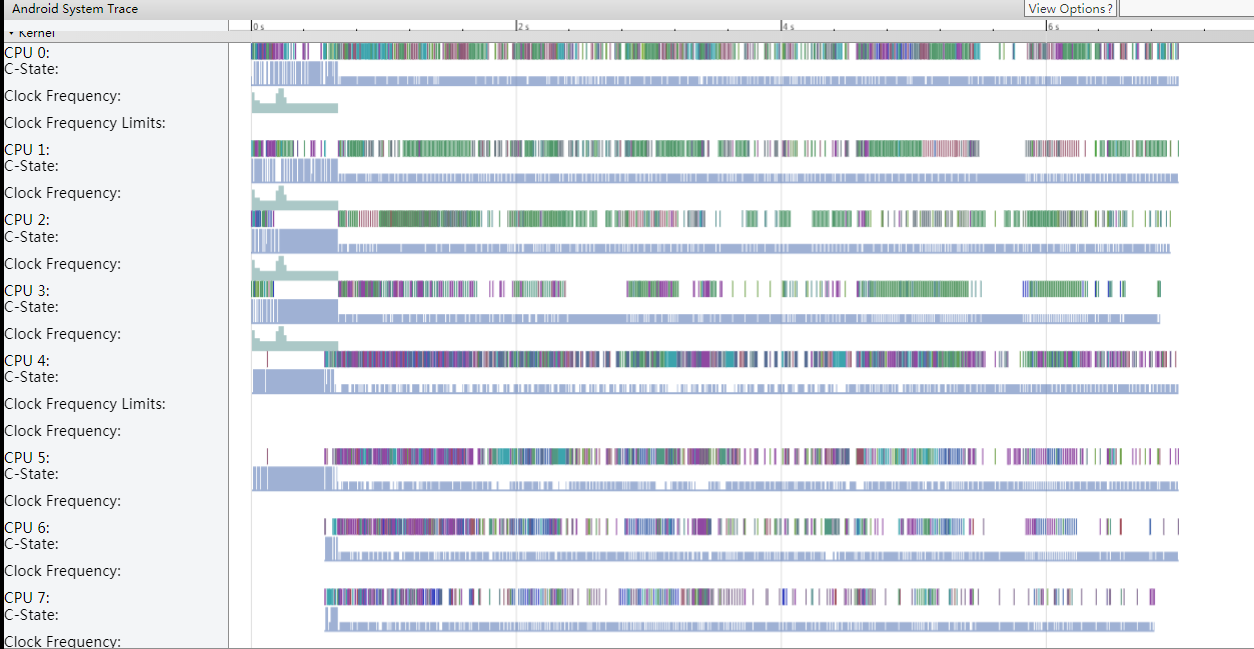 Android System Trace
View Options?
0 s
2 s
4 s
6 s
Kernel
CPU 0:
C-State:
Clock Frequency:
Clock Frequency Limits:
CPU 1:
C-State:
Clock Frequency:
CPU 2:
C-State:
Clock Frequency:
CPU 3:
C-State:
Clock Frequency:
CPU 4:
C-State:
Clock Frequency Limits:
Clock Frequency:
CPU 5:
C-State:
Clock Frequency:
CPU 6:
C-State:
Clock Frequency:
CPU 7:
C-State:
Clock Frequency: